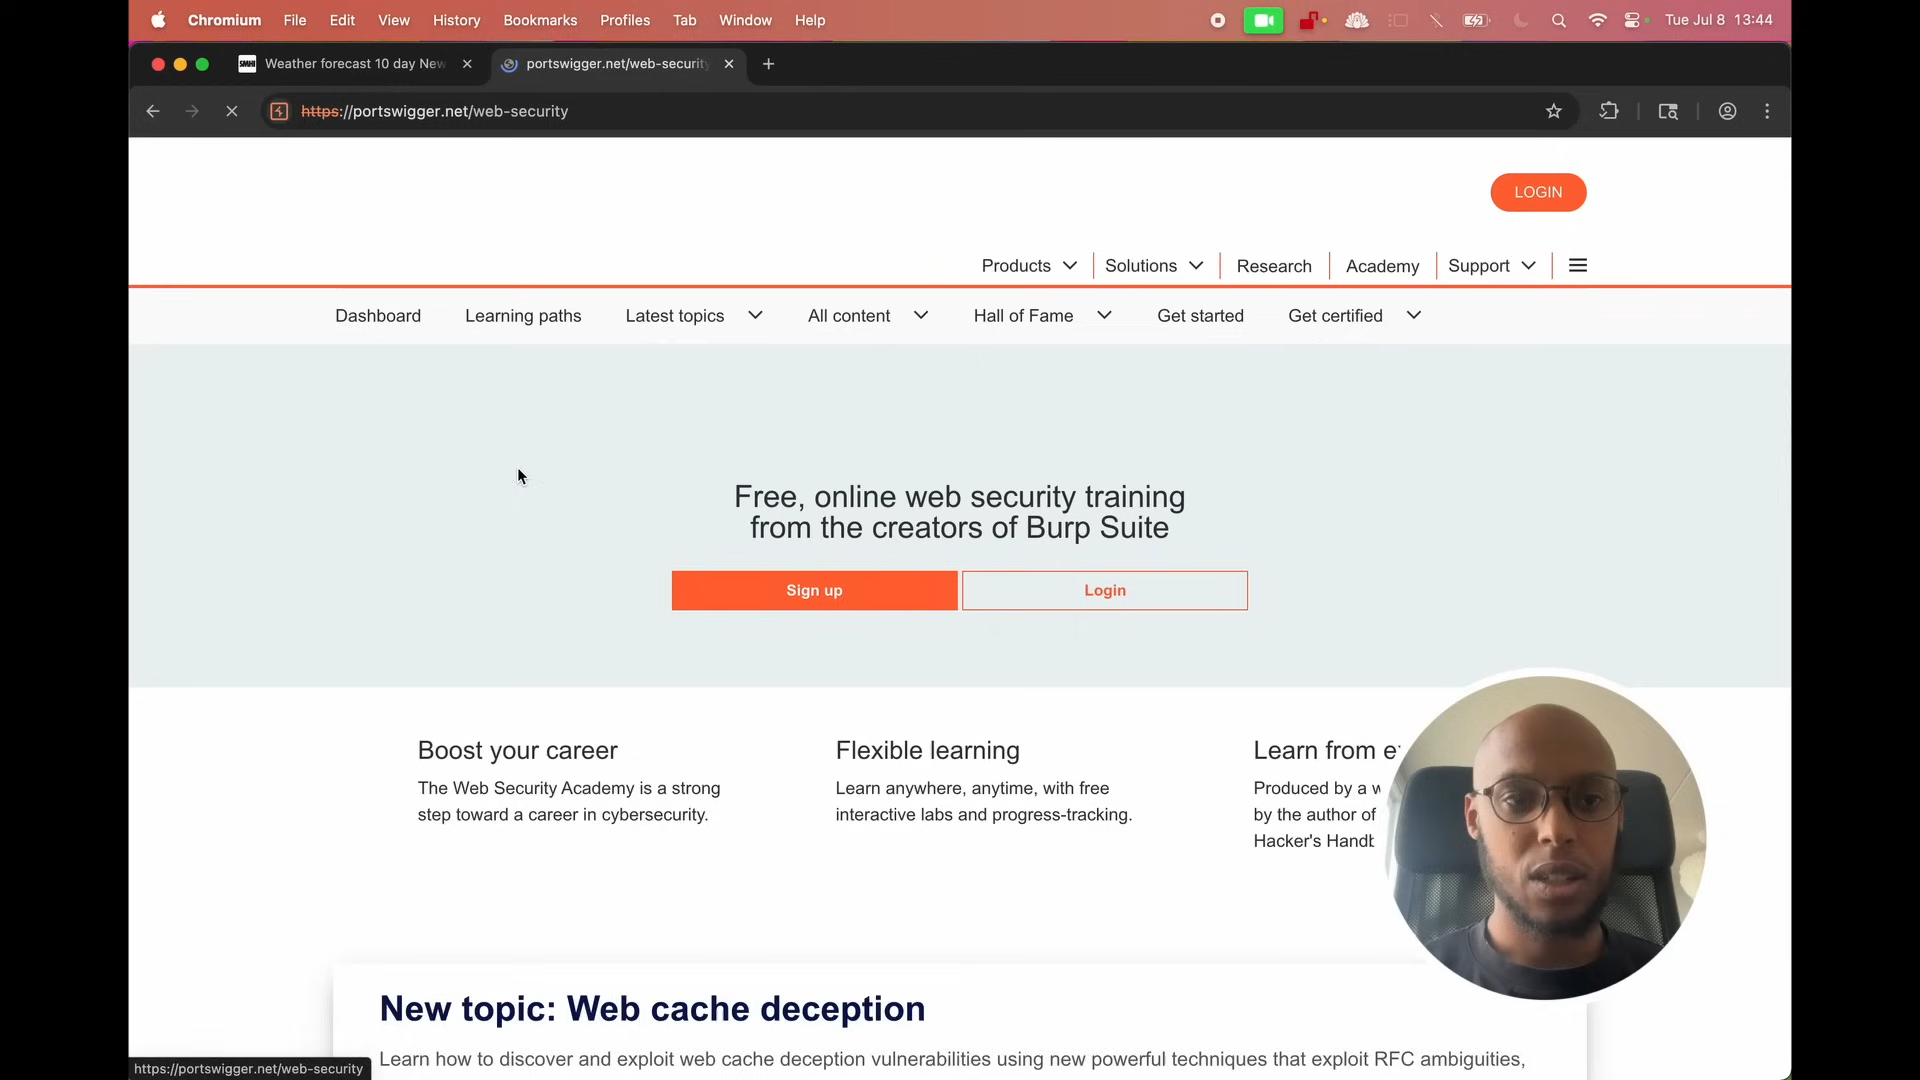 Chromium File Edit View History Bookmarks Profiles Tab Window Help Tue Jul 8 13:44
SMHI Weather forecast 10 day New portswigger.net/web-security
https://portswigger.net/web-security
LOGIN
Products Solutions Research Academy Support
Dashboard Learning paths Latest topics All content Hall of Fame Get started Get certified
Free, online web security training
from the creators of Burp Suite
Sign up Login
Boost your career
The Web Security Academy is a strong
step toward a career in cybersecurity.
Flexible learning
Learn anywhere, anytime, with free
interactive labs and progress-tracking.
Learn from e
Produced by a w
by the author of
Hacker's Handb
New topic: Web cache deception
Learn how to discover and exploit web cache deception vulnerabilities using new powerful techniques that exploit RFC ambiguities,
https://portswigger.net/web-security